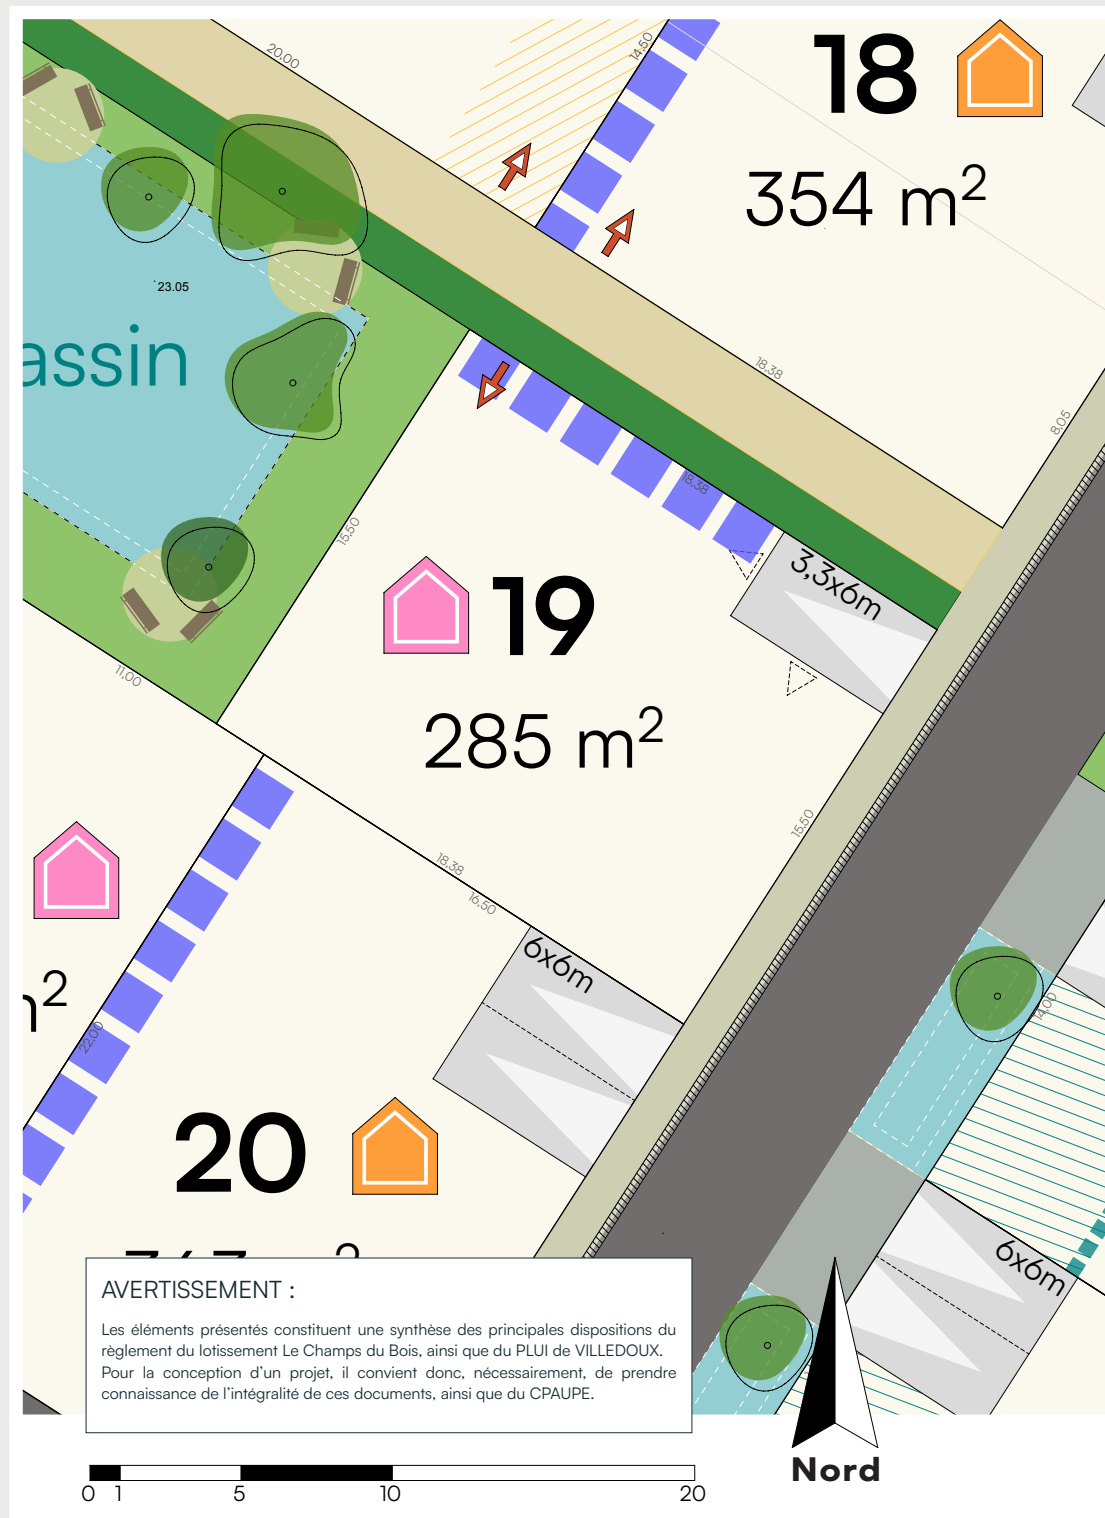 20.00
14,50
18
354 m²
23.05
assin
18.38
8.05
18.38
15,50
3,3x6m
19
285 m²
11,00
15,50
18,38
16,50
6x6m
m²
22,00
14,00
20
6x6m
AVERTISSEMENT :
Les éléments présentés constituent une synthèse des principales dispositions du
règlement du lotissement Le Champs du Bois, ainsi que du PLUI de VILLEDOUX.
Pour la conception d'un projet, il convient donc, nécessairement, de prendre
connaissance de l'intégralité de ces documents, ainsi que du CPAUPE.
Nord
0 1 5 10 20